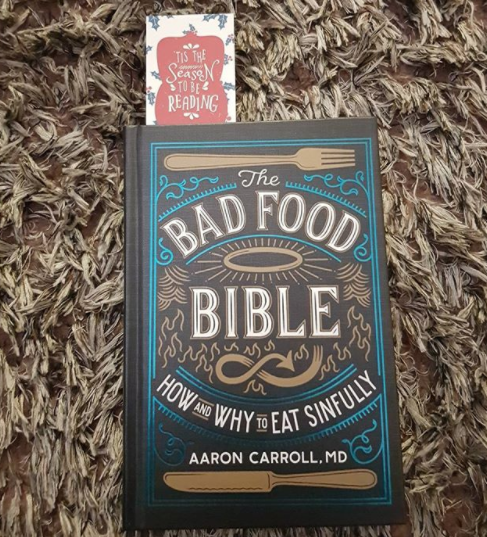 'TIS THE
SEASON
TO BE
READING
The
BAD FOOD
BIBLE
HOW AND WHY TO EAT SINFULLY
AARON CARROLL, MD